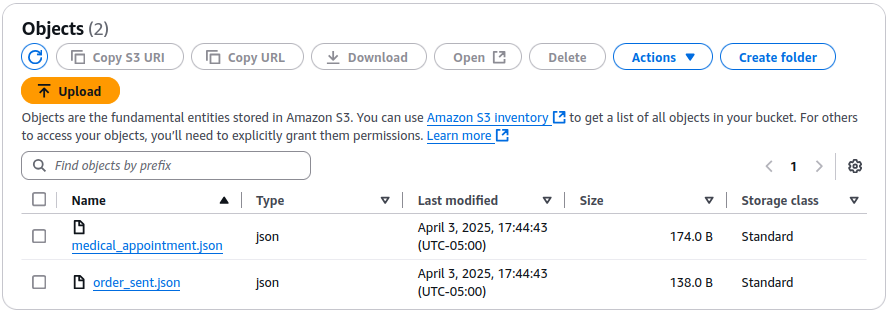 Objects (2)
Copy S3 URI
Copy URL
Download
Open
Delete
Actions
Create folder
Upload
Objects are the fundamental entities stored in Amazon S3. You can use Amazon S3 inventory to get a list of all objects in your bucket. For others
to access your objects, you’ll need to explicitly grant them permissions. Learn more
Find objects by prefix
1
Name Type Last modified Size Storage class
medical_appointment.json json April 3, 2025, 17:44:43 174.0 B Standard
(UTC-05:00)
order_sent.json json April 3, 2025, 17:44:43 138.0 B Standard
(UTC-05:00)